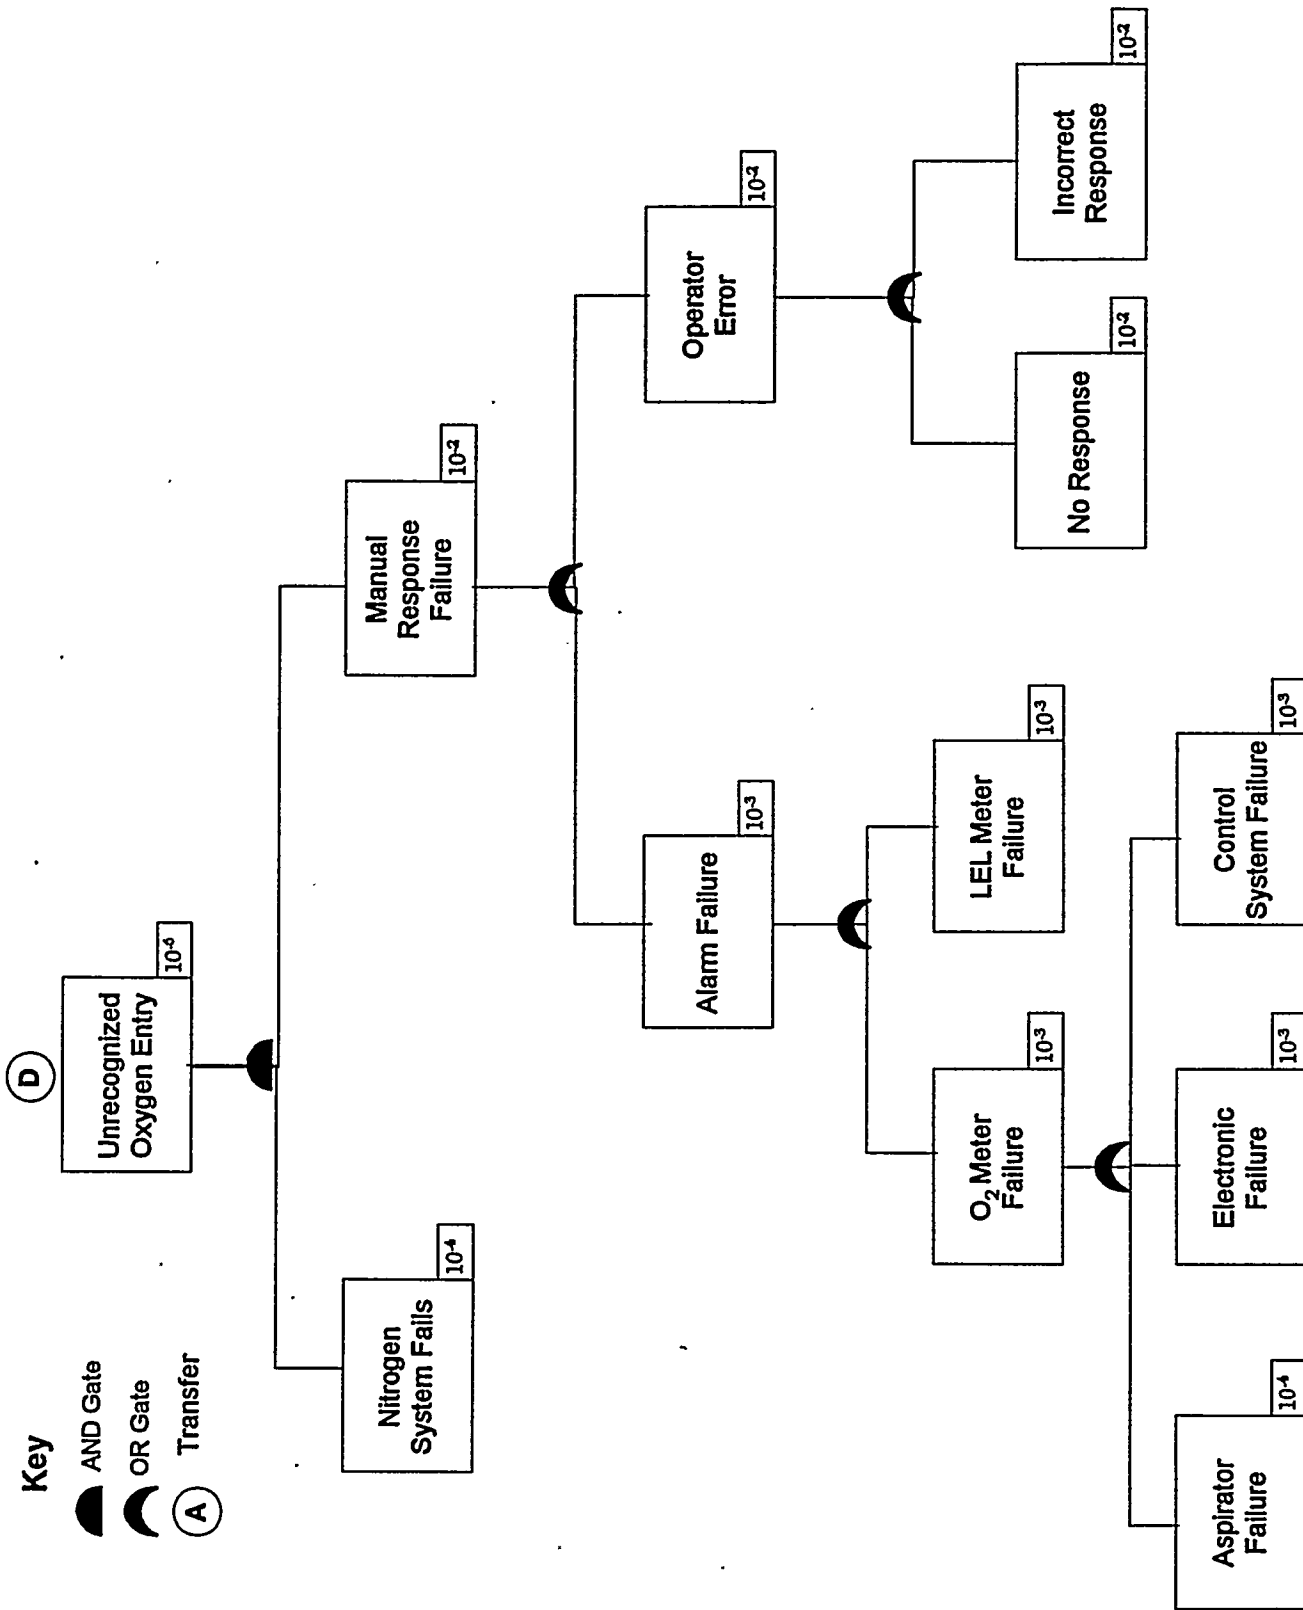 Key
AND Gate
OR Gate
A Transfer
D
Unrecognized
Oxygen Entry
10⁻⁶
Nitrogen
System Fails
10⁻⁴
Manual
Response
Failure
10⁻²
Alarm Failure
10⁻³
Operator
Error
10⁻²
O₂ Meter
Failure
10⁻³
LEL Meter
Failure
10⁻³
No Response
10⁻²
Incorrect
Response
10⁻²
Aspirator
Failure
10⁻⁴
Electronic
Failure
10⁻³
Control
System Failure
10⁻³